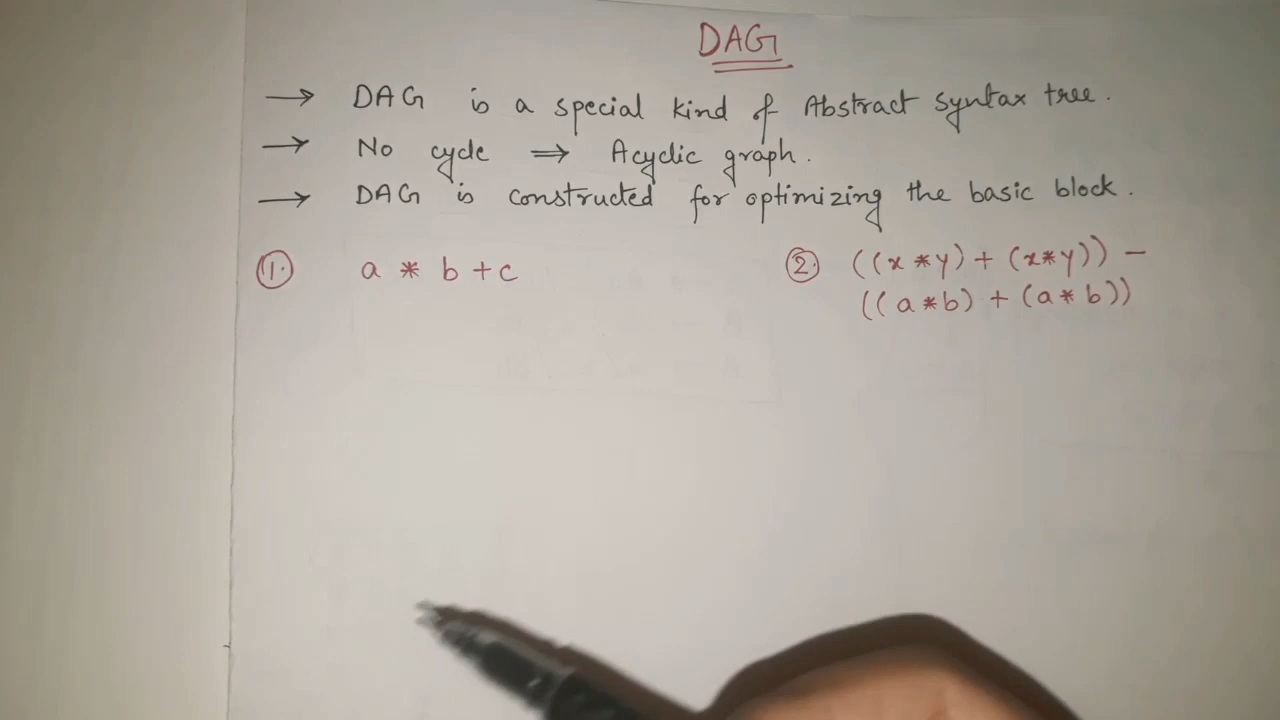 DAG
→ DAG is a special kind of Abstract syntax tree.
→ No cycle ⇒ Acyclic graph.
→ DAG is constructed for optimizing the basic block.
①. a * b + c
②. ((x * y) + (x * y)) -
((a * b) + (a * b))